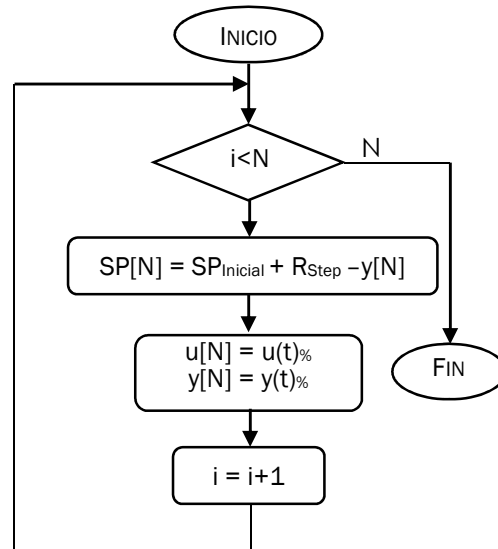 INICIO
i<N
N
SP[N] = SPInicial + RStep –y[N]
u[N] = u(t)%
y[N] = y(t)%
FIN
i = i+1